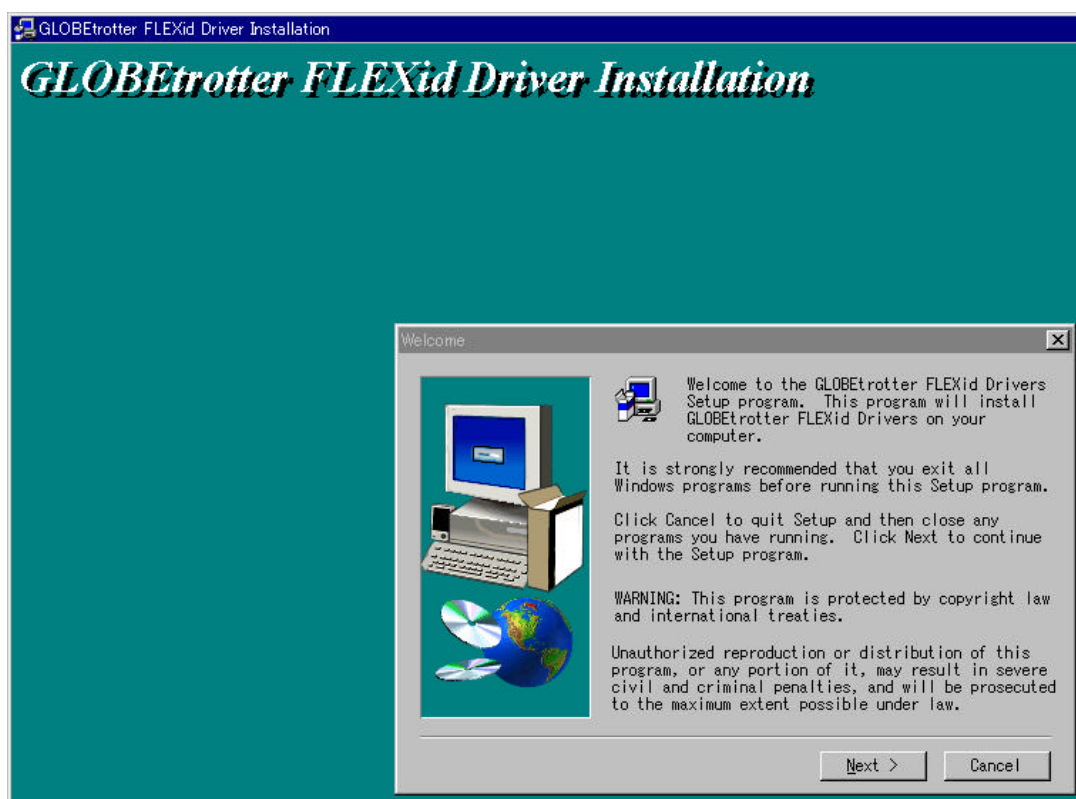 GLOBEtrotter FLEXid Driver Installation
GLOBEtrotter FLEXid Driver Installation
Welcome
Welcome to the GLOBEtrotter FLEXid Drivers
Setup program.  This program will install
GLOBEtrotter FLEXid Drivers on your
computer.
It is strongly recommended that you exit all
Windows programs before running this Setup program.
Click Cancel to quit Setup and then close any
programs you have running.  Click Next to continue
with the Setup program.
WARNING: This program is protected by copyright law
and international treaties.
Unauthorized reproduction or distribution of this
program, or any portion of it, may result in severe
civil and criminal penalties, and will be prosecuted
to the maximum extent possible under law.
Next >
Cancel